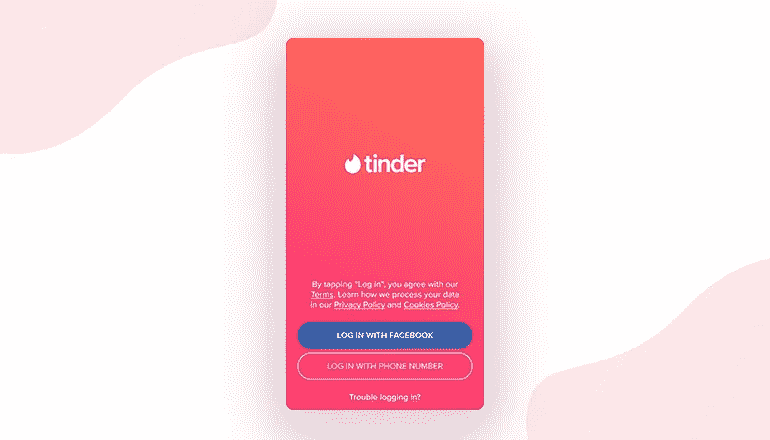 tinder
By tapping "Log in", you agree with our
Terms. Learn how we process your data
in our Privacy Policy and Cookies Policy.
LOG IN WITH FACEBOOK
LOG IN WITH PHONE NUMBER
Trouble logging in?